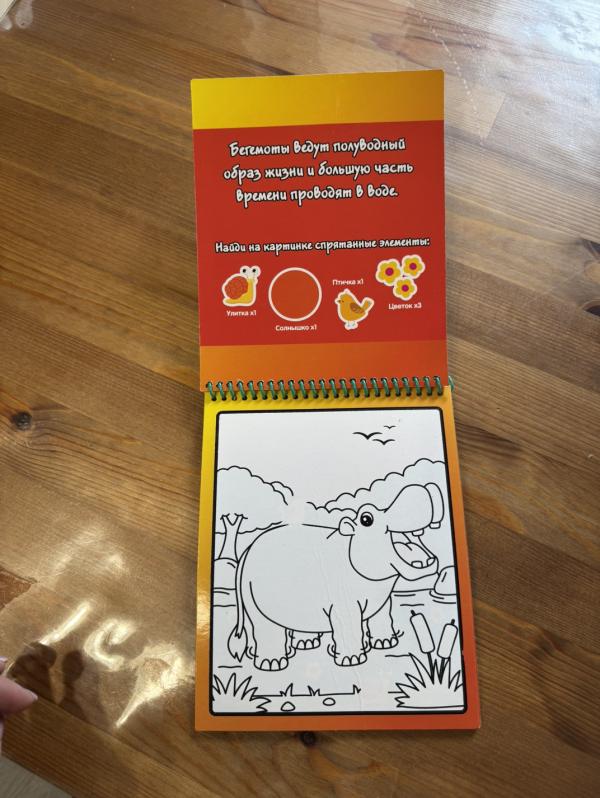 Бегемоты ведут полуводный
образ жизни и большую часть
времени проводят в воде.
Найди на картинке спрятанные элементы:
Улитка x1
Солнышко x1
Птичка x1
Цветок x3